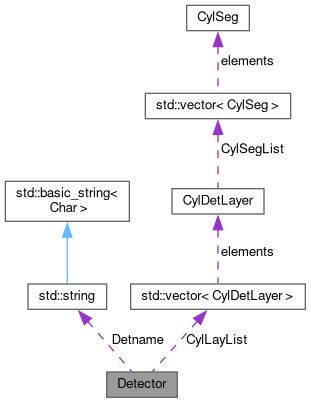 CylSeg
elements
std::vector< CylSeg >
CylSegList
std::basic_string<
Char >
CylDetLayer
elements
std::string
std::vector< CylDetLayer >
Detname
CylLayList
Detector